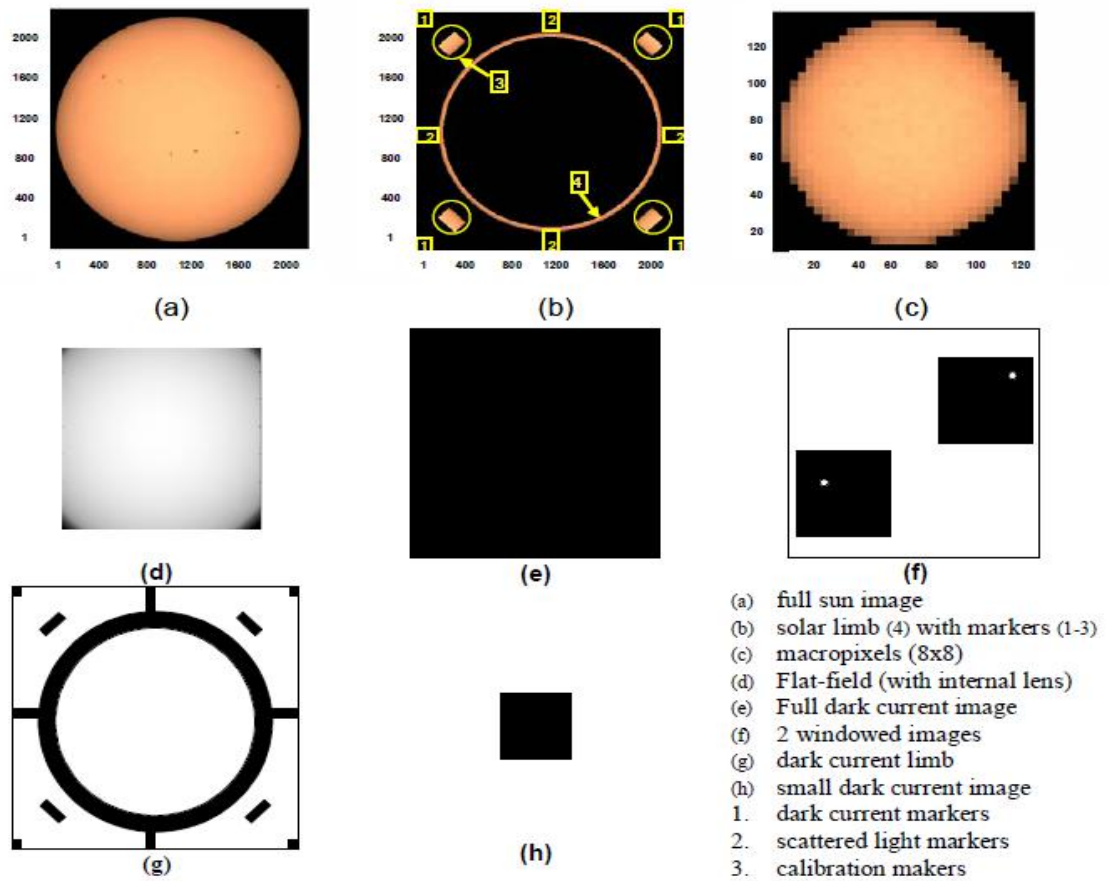 1 2 1
2000 2000 120
1600 3 1600 100
1200 2 2 1200 80
800 800 60
400 4 400 40
1 1 2 1 1 20
1 400 800 1200 1600 2000 1 400 800 1200 1600 2000 20 40 60 80 100 120
(a) (b) (c)
(d) (e) (f)
(a) full sun image
(b) solar limb (4) with markers (1-3)
(c) macropixels (8x8)
(d) Flat-field (with internal lens)
(e) Full dark current image
(f) 2 windowed images
(g) dark current limb
(h) small dark current image
1. dark current markers
2. scattered light markers
3. calibration makers
(g) (h)